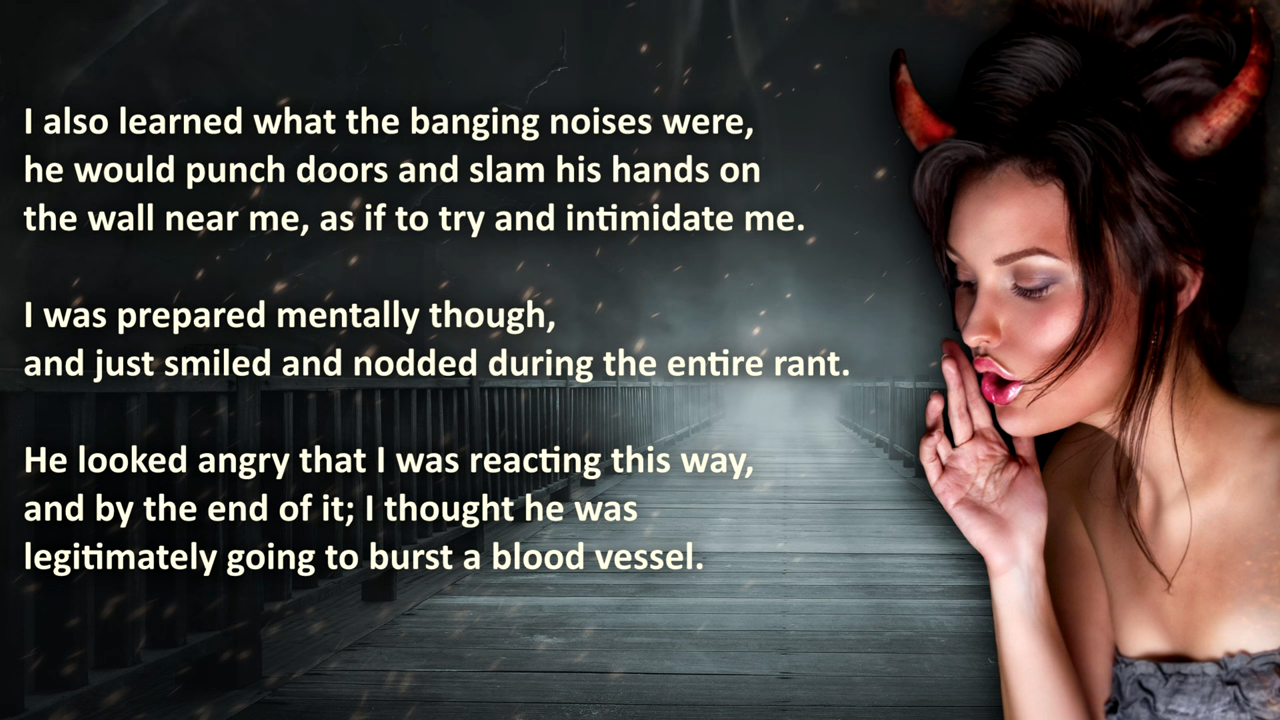 I also learned what the banging noises were,
he would punch doors and slam his hands on
the wall near me, as if to try and intimidate me.
I was prepared mentally though,
and just smiled and nodded during the entire rant.
He looked angry that I was reacting this way,
and by the end of it; I thought he was
legitimately going to burst a blood vessel.